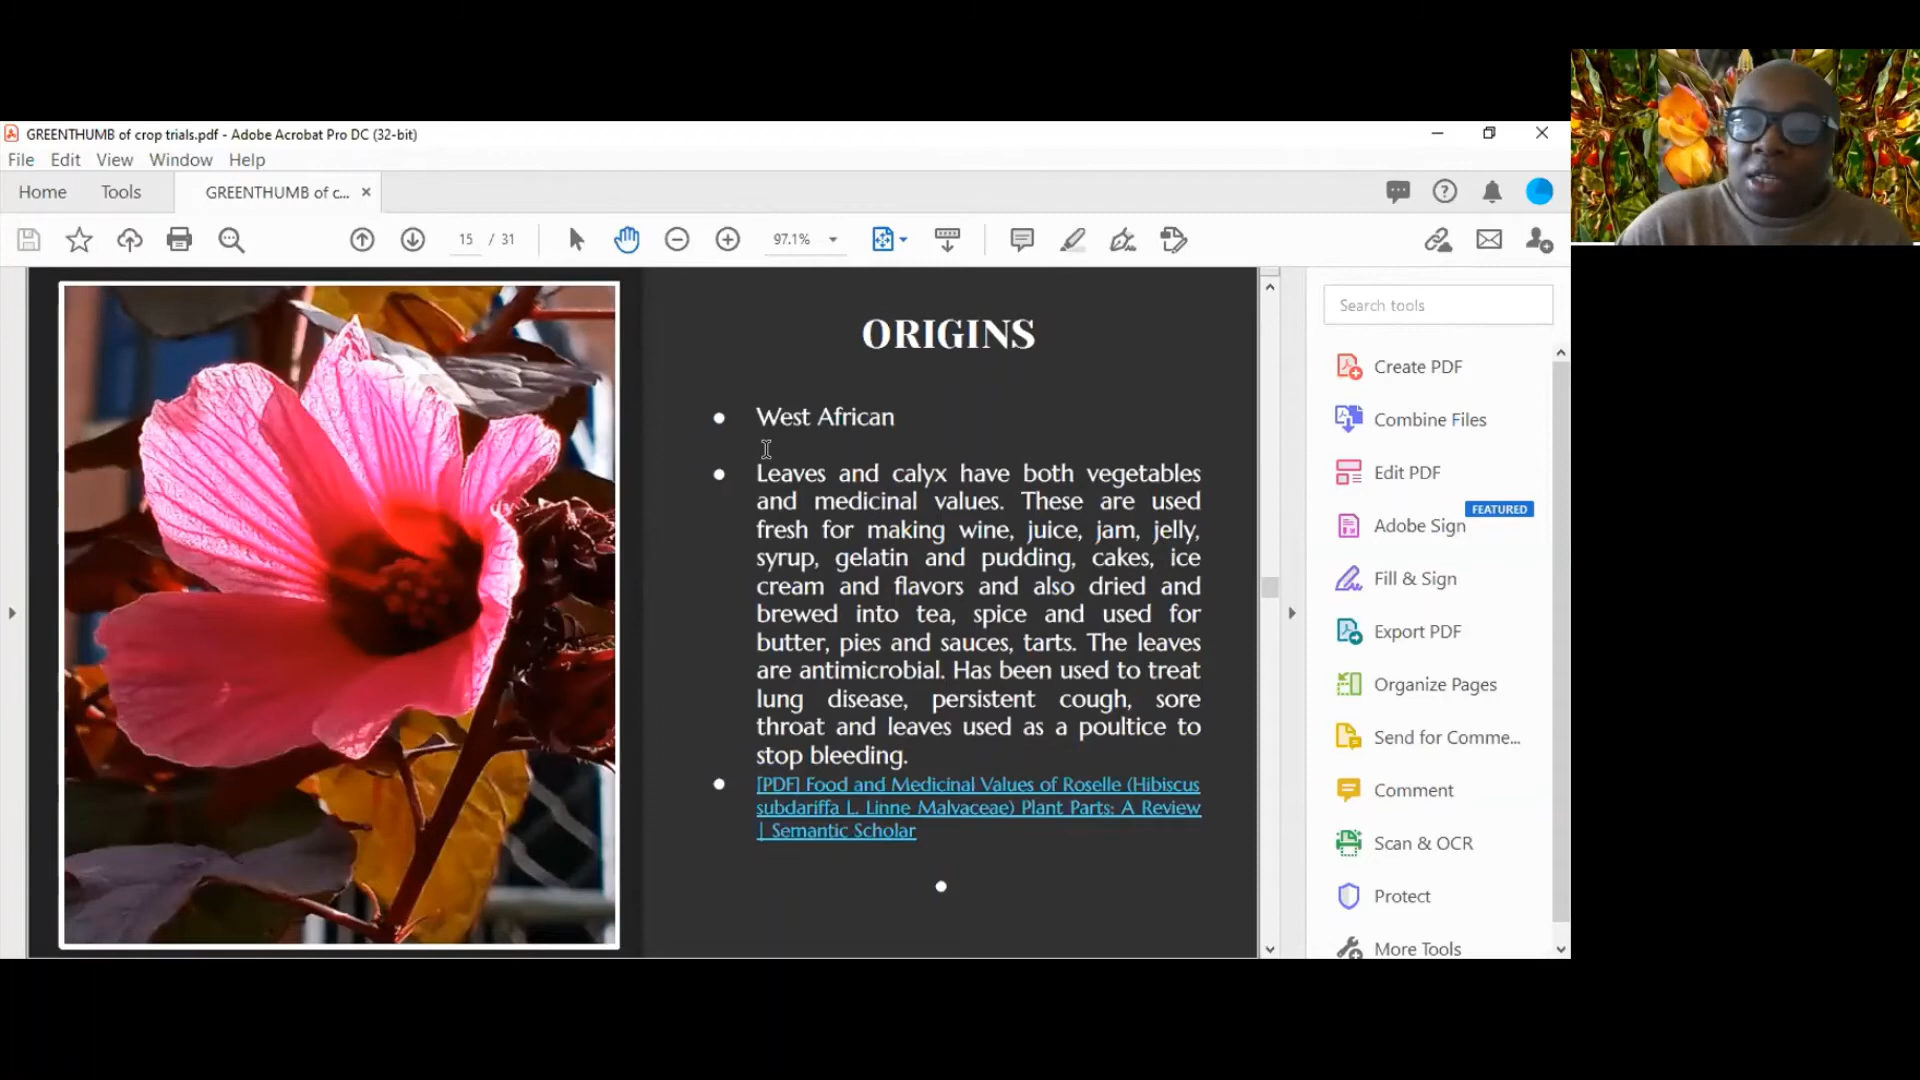 GREENTHUMB of crop trials.pdf - Adobe Acrobat Pro DC (32-bit)
File Edit View Window Help
Home Tools GREENTHUMB of c... ×
15 / 31 97.1%
ORIGINS
• West African
• Leaves and calyx have both vegetables
and medicinal values. These are used
fresh for making wine, juice, jam, jelly,
syrup, gelatin and pudding, cakes, ice
cream and flavors and also dried and
brewed into tea, spice and used for
butter, pies and sauces, tarts. The leaves
are antimicrobial. Has been used to treat
lung disease, persistent cough, sore
throat and leaves used as a poultice to
stop bleeding.
• [PDF] Food and Medicinal Values of Roselle (Hibiscus
subdariffa L. Linne Malvaceae) Plant Parts: A Review
| Semantic Scholar
•
Search tools
Create PDF
Combine Files
Edit PDF
FEATURED
Adobe Sign
Fill & Sign
Export PDF
Organize Pages
Send for Comme...
Comment
Scan & OCR
Protect
More Tools